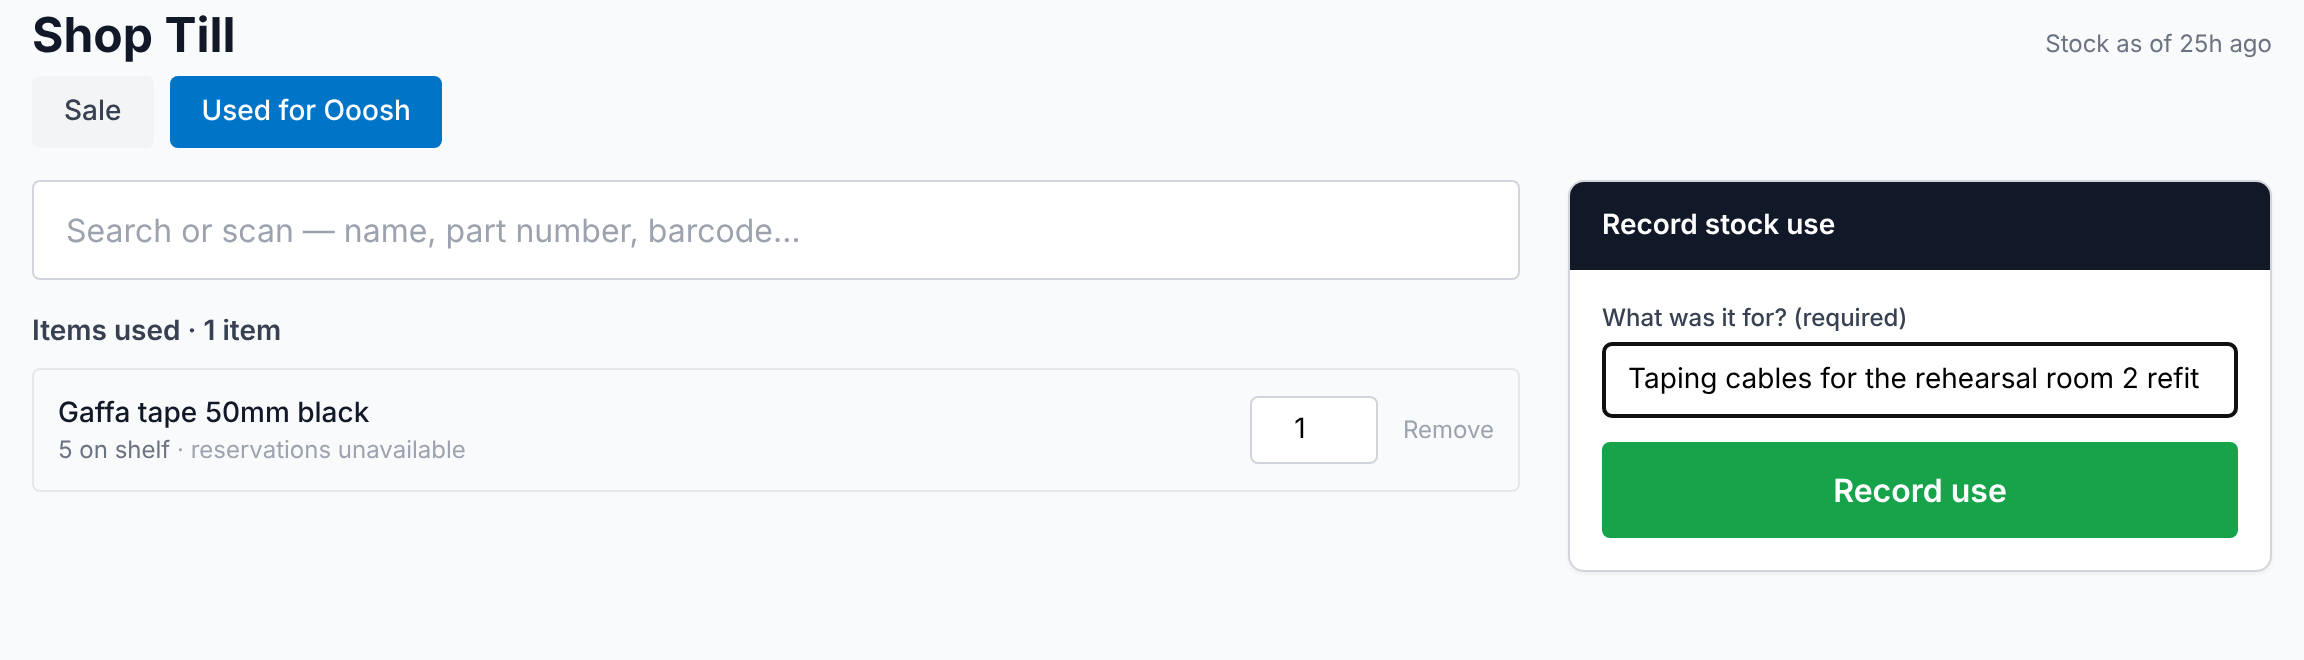 Shop Till
Stock as of 25h ago
Sale
Used for Ooosh
Search or scan — name, part number, barcode...
Items used · 1 item
Gaffa tape 50mm black
5 on shelf · reservations unavailable
1
Remove
Record stock use
What was it for? (required)
Taping cables for the rehearsal room 2 refit
Record use